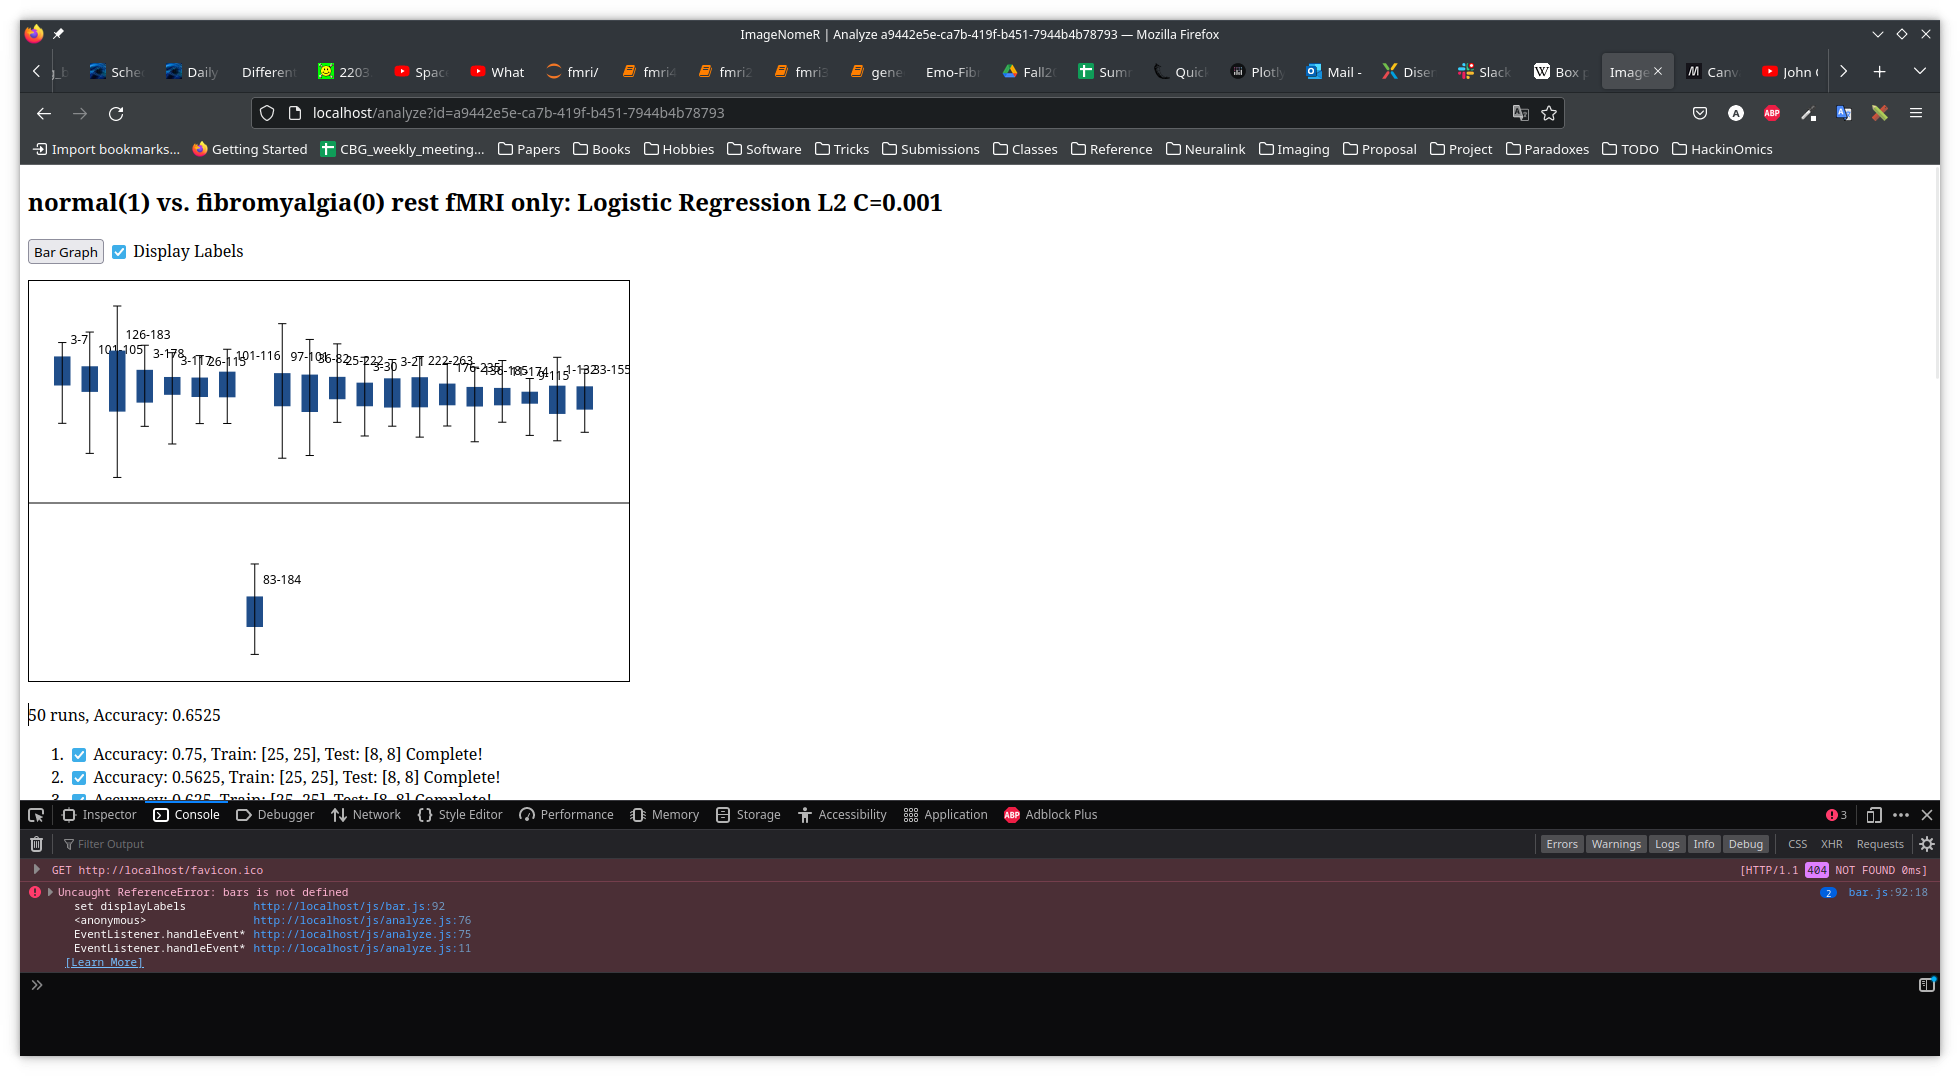 ImageNomeR | Analyze a9442e5e-ca7b-419f-b451-7944b4b78793 — Mozilla Firefox
Sche Daily Different 2203 Spac What fmri/ fmri4 fmri2 fmri3 gene Emo-Fib Fall2 Sum Quic Plotl Mail - Diser Slack Box p Image Canv John
localhost/analyze?id=a9442e5e-ca7b-419f-b451-7944b4b78793
Import bookmarks... Getting Started CBG_weekly_meeting... Papers Books Hobbies Software Tricks Submissions Classes Reference Neuralink Imaging Proposal Project Paradoxes TODO HackinOmics
normal(1) vs. fibromyalgia(0) rest fMRI only: Logistic Regression L2 C=0.001
Bar Graph Display Labels
3-7 101-105 126-183 3-178 3-117 26-115 101-116 97-101 36-82 25-222 3-30 3-21 222-263 176-235 9-115 1-132 33-155
83-184
50 runs, Accuracy: 0.6525
1. Accuracy: 0.75, Train: [25, 25], Test: [8, 8] Complete!
2. Accuracy: 0.5625, Train: [25, 25], Test: [8, 8] Complete!
3. Accuracy: 0.625, Train: [25, 25], Test: [8, 8] Complete!
Inspector Console Debugger Network Style Editor Performance Memory Storage Accessibility Application ABP Adblock Plus 3
Filter Output Errors Warnings Logs Info Debug CSS XHR Requests
GET http://localhost/favicon.ico [HTTP/1.1 404 NOT FOUND 0ms]
Uncaught ReferenceError: bars is not defined 2 bar.js:92:18
set displayLabels http://localhost/js/bar.js:92
<anonymous> http://localhost/js/analyze.js:76
EventListener.handleEvent* http://localhost/js/analyze.js:75
EventListener.handleEvent* http://localhost/js/analyze.js:11
[Learn More]